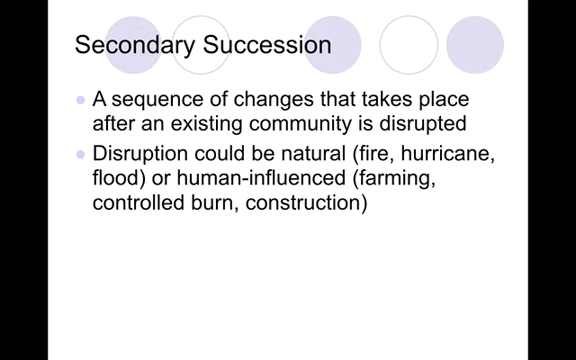 Secondary Succession
A sequence of changes that takes place
after an existing community is disrupted
Disruption could be natural (fire, hurricane,
flood) or human-influenced (farming,
controlled burn, construction)